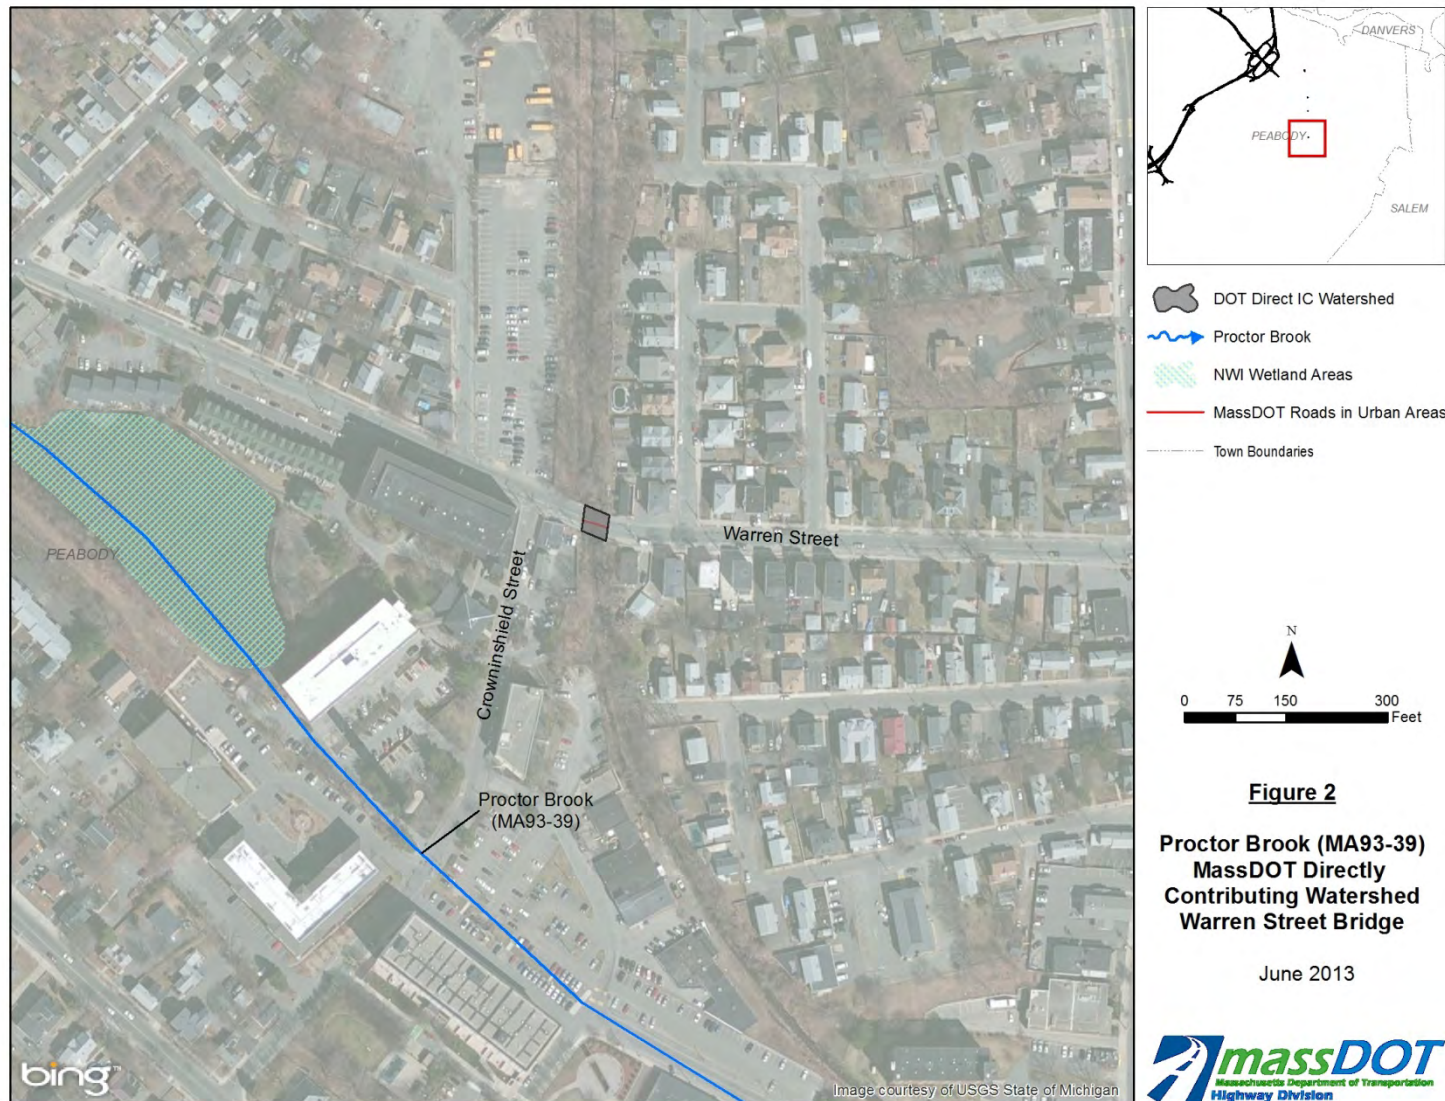 DANVERS
PEABODY
SALEM
DOT Direct IC Watershed
Proctor Brook
NWI Wetland Areas
MassDOT Roads in Urban Areas
Town Boundaries
PEABODY
Warren Street
Crowninshield Street
Proctor Brook
(MA93-39)
N
0 75 150 300
Feet
Figure 2
Proctor Brook (MA93-39)
MassDOT Directly
Contributing Watershed
Warren Street Bridge
June 2013
bing™
Image courtesy of USGS State of Michigan
massDOT
Massachusetts Department of Transportation
Highway Division